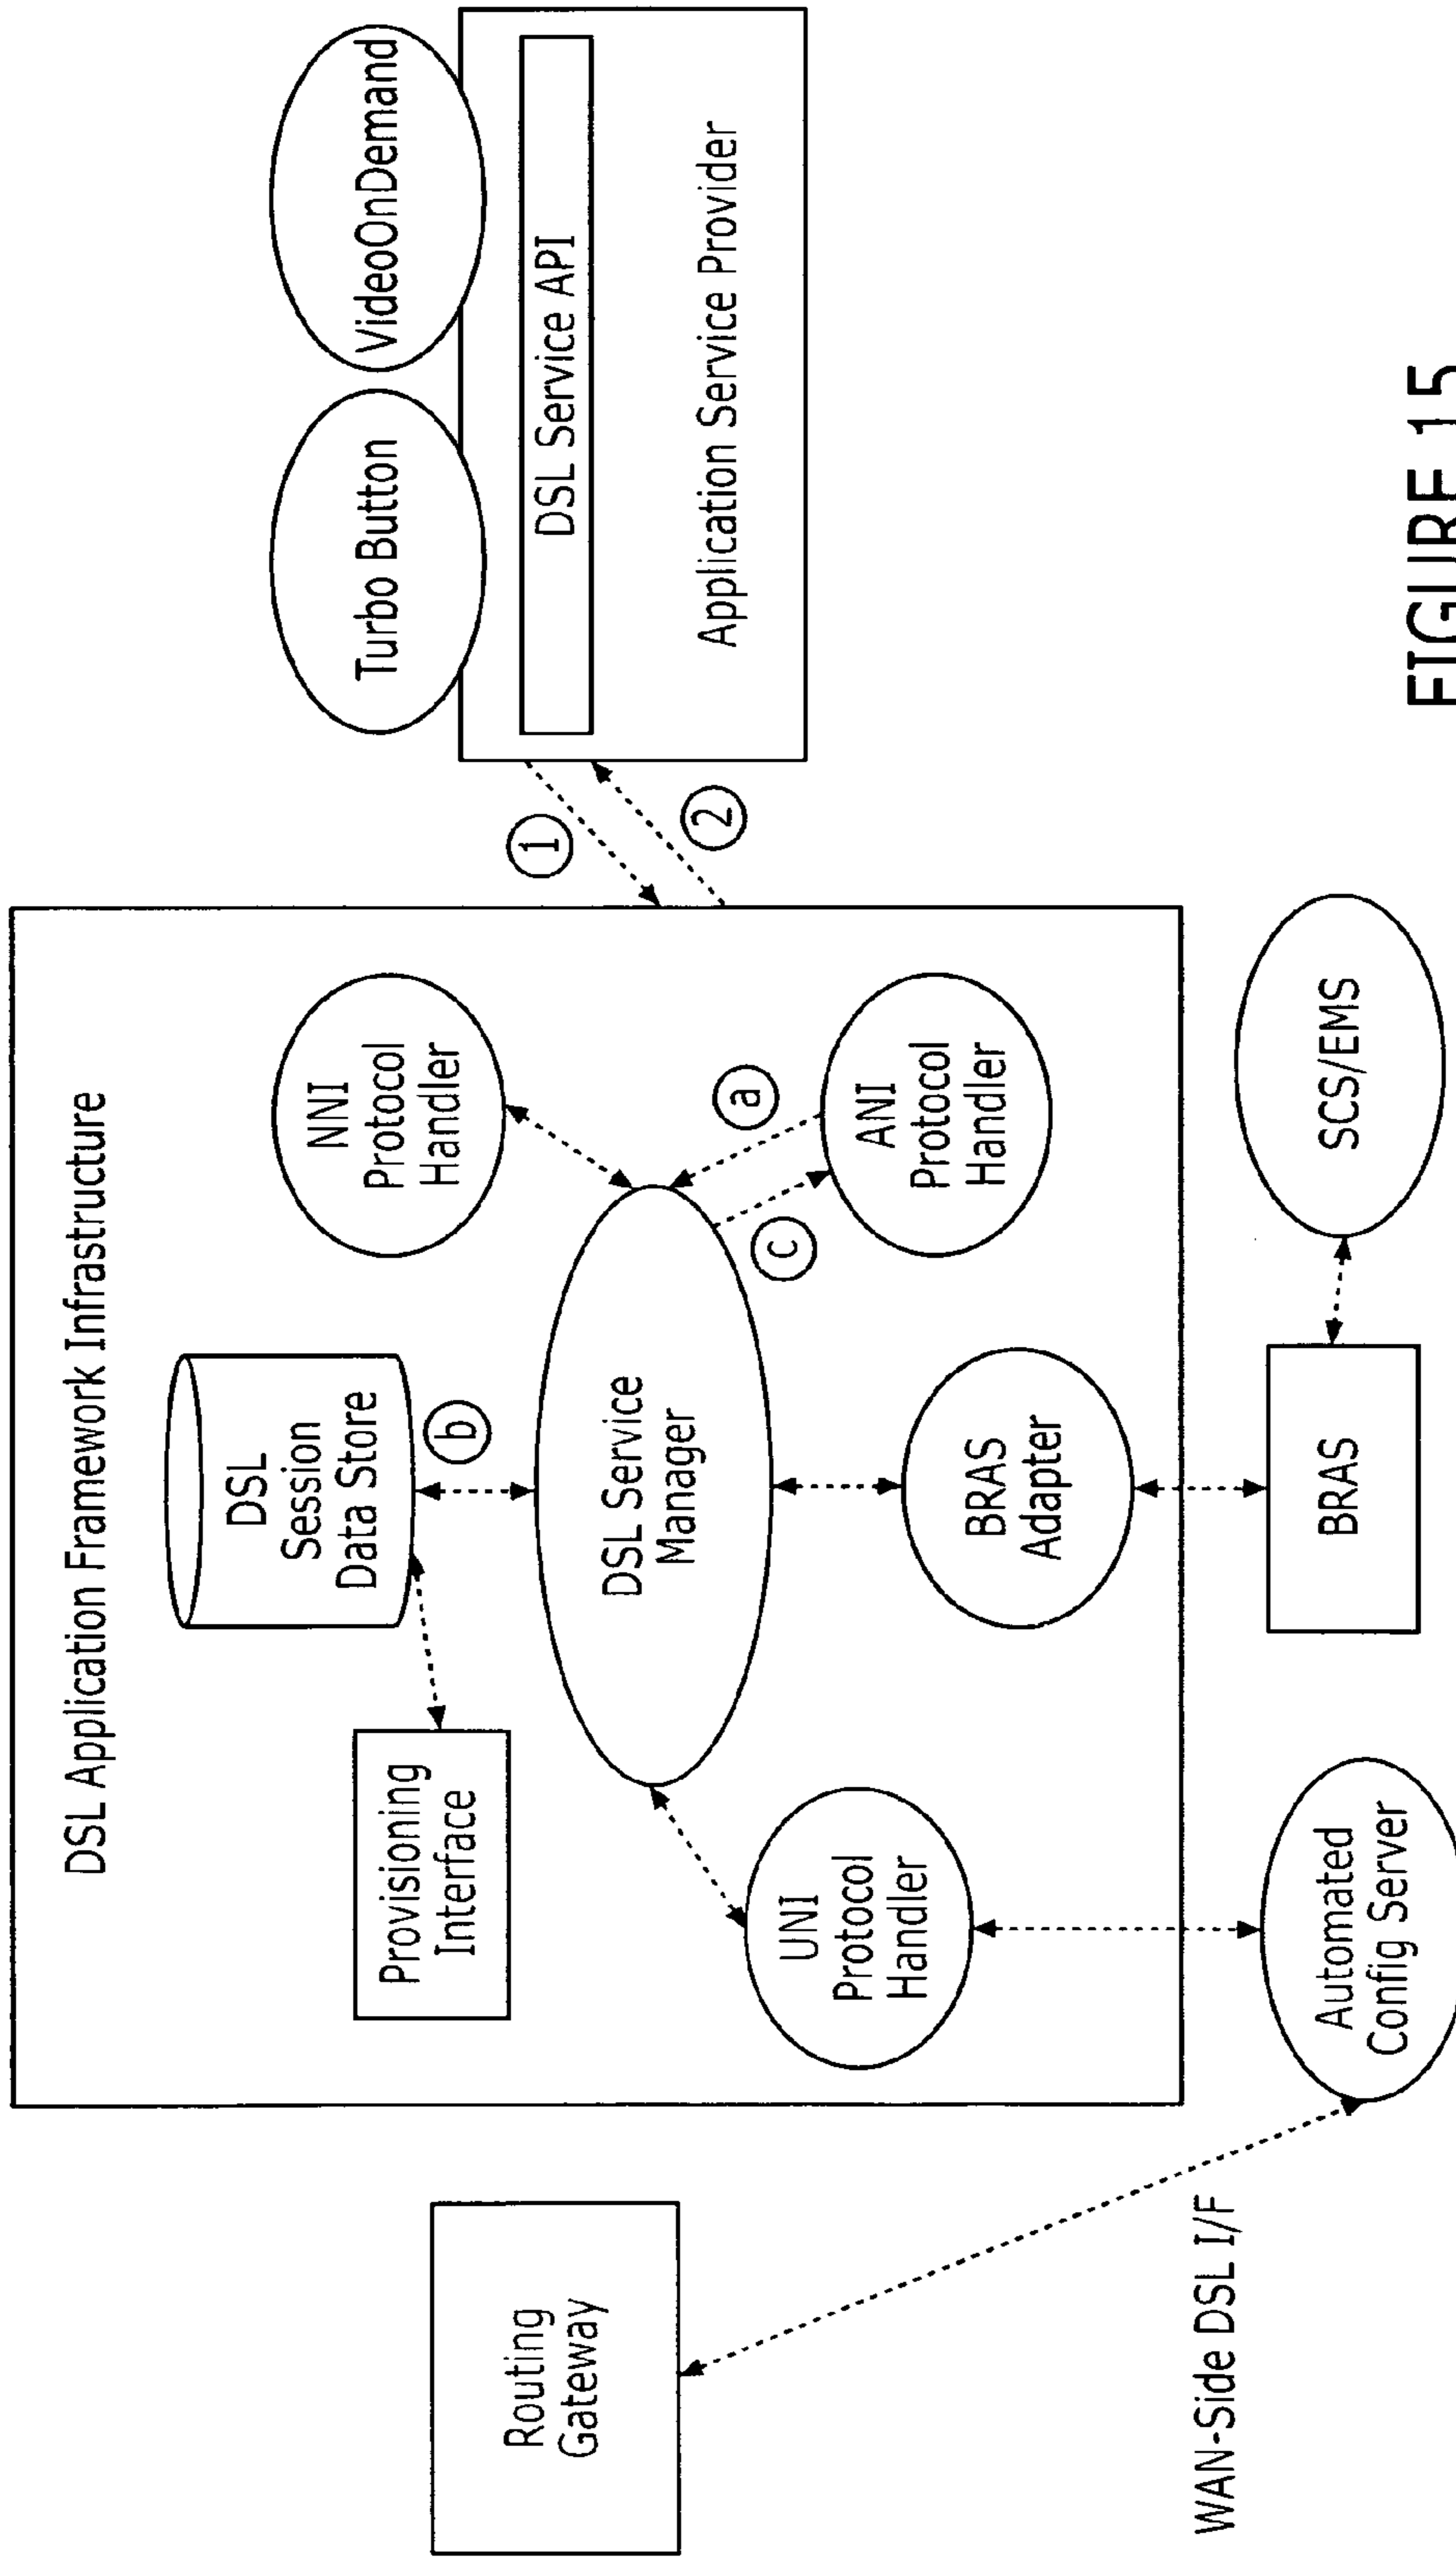 DSL Application Framework Infrastructure
Routing
Gateway
Provisioning
Interface
DSL
Session
Data Store
b
NNI
Protocol
Handler
DSL Service
Manager
UNI
Protocol
Handler
BRAS
Adapter
a
c
ANI
Protocol
Handler
1
2
Turbo Button
VideoOnDemand
DSL Service API
Application Service Provider
WAN-Side DSL I/F
Automated
Config Server
BRAS
SCS/EMS
FIGURE 15